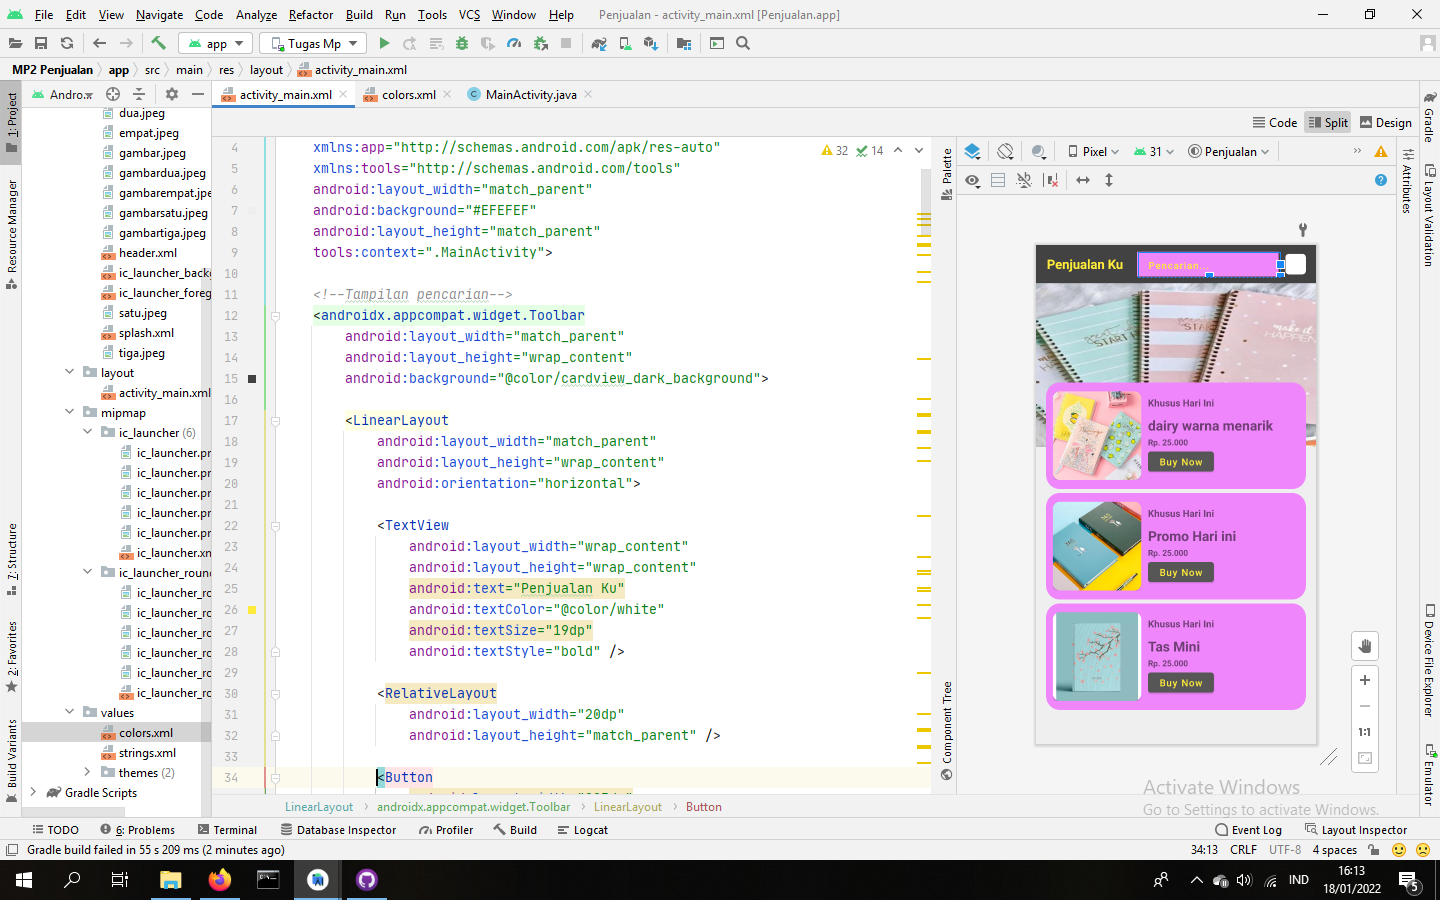 File Edit View Navigate Code Analyze Refactor Build Run Tools VCS Window Help Penjualan - activity_main.xml [Penjualan.app]
app Tugas Mp
MP2 Penjualan app src main res layout activity_main.xml
Andro... activity_main.xml colors.xml MainActivity.java
Code Split Design
1: Project
Resource Manager
7: Structure
2: Favorites
Build Variants
dua.jpeg
empat.jpeg
gambar.jpeg
gambardua.jpeg
gambarempat.jpeg
gambarsatu.jpeg
gambartiga.jpeg
header.xml
ic_launcher_back
ic_launcher_foreg
satu.jpeg
splash.xml
tiga.jpeg
layout
activity_main.xml
mipmap
ic_launcher (6)
ic_launcher.pr
ic_launcher.pr
ic_launcher.pr
ic_launcher.pr
ic_launcher.pr
ic_launcher.xn
ic_launcher_roun
ic_launcher_ro
ic_launcher_ro
ic_launcher_ro
ic_launcher_ro
ic_launcher_ro
ic_launcher_ro
values
colors.xml
strings.xml
themes (2)
Gradle Scripts
32 14
4 xmlns:app="http://schemas.android.com/apk/res-auto"
5 xmlns:tools="http://schemas.android.com/tools"
6 android:layout_width="match_parent"
7 android:background="#EFEFEF"
8 android:layout_height="match_parent"
9 tools:context=".MainActivity">
10
11 <!--Tampilan pencarian-->
12 <androidx.appcompat.widget.Toolbar
13 android:layout_width="match_parent"
14 android:layout_height="wrap_content"
15 android:background="@color/cardview_dark_background">
16
17 <LinearLayout
18 android:layout_width="match_parent"
19 android:layout_height="wrap_content"
20 android:orientation="horizontal">
21
22 <TextView
23 android:layout_width="wrap_content"
24 android:layout_height="wrap_content"
25 android:text="Penjualan Ku"
26 android:textColor="@color/white"
27 android:textSize="19dp"
28 android:textStyle="bold" />
29
30 <RelativeLayout
31 android:layout_width="20dp"
32 android:layout_height="match_parent" />
33
34 <Button
LinearLayout androidx.appcompat.widget.Toolbar LinearLayout Button
Palette
Component Tree
Pixel 31 Penjualan
Penjualan Ku Pencarian...
Khusus Hari Ini
dairy warna menarik
Rp. 25.000
Buy Now
Khusus Hari Ini
Promo Hari ini
Rp. 25.000
Buy Now
Khusus Hari Ini
Tas Mini
Rp. 25.000
Buy Now
1:1
Gradle
Attributes
Layout Validation
Device File Explorer
Emulator
Activate Windows
Go to Settings to activate Windows.
TODO 6: Problems Terminal Database Inspector Profiler Build Logcat Event Log Layout Inspector
Gradle build failed in 55 s 209 ms (2 minutes ago) 34:13 CRLF UTF-8 4 spaces
IND 16:13
18/01/2022
5